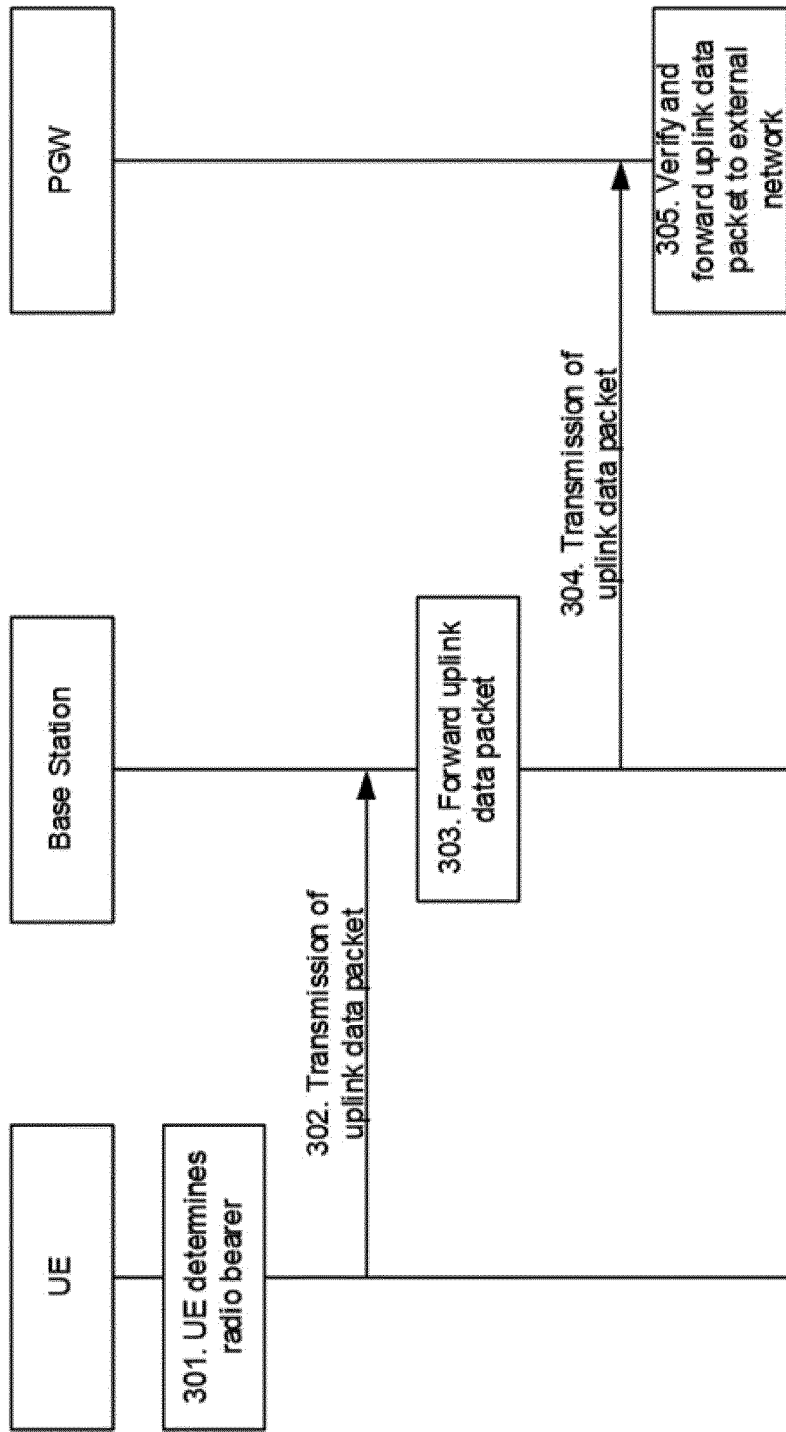 UE
Base Station
PGW
301. UE determines
radio bearer
302. Transmission of
uplink data packet
303. Forward uplink
data packet
304. Transmission of
uplink data packet
305. Verify and
forward uplink data
packet to external
network